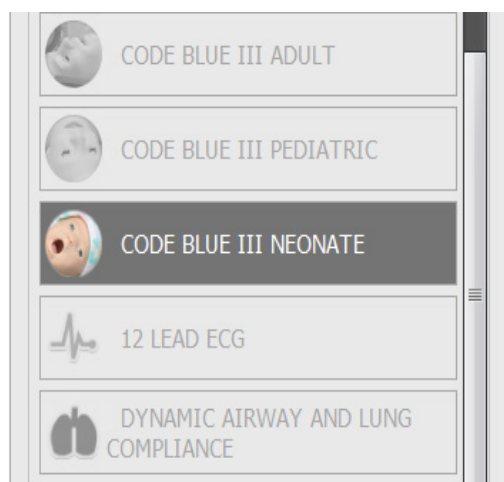 CODE BLUE III ADULT
CODE BLUE III PEDIATRIC
CODE BLUE III NEONATE
12 LEAD ECG
DYNAMIC AIRWAY AND LUNG
COMPLIANCE